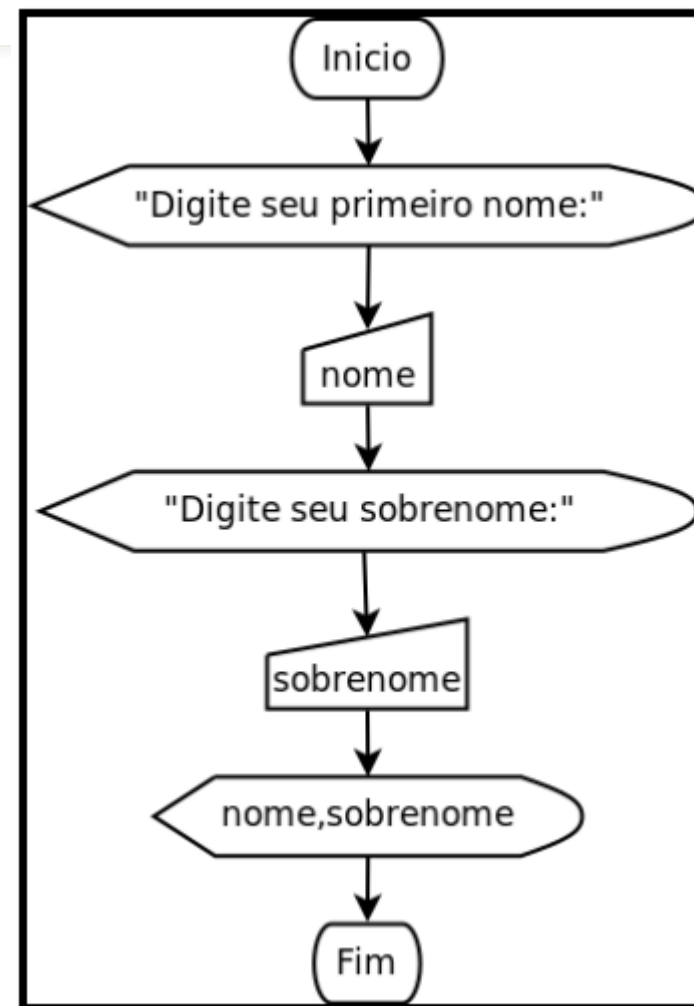 Inicio
"Digite seu primeiro nome:"
nome
"Digite seu sobrenome:"
sobrenome
nome,sobrenome
Fim